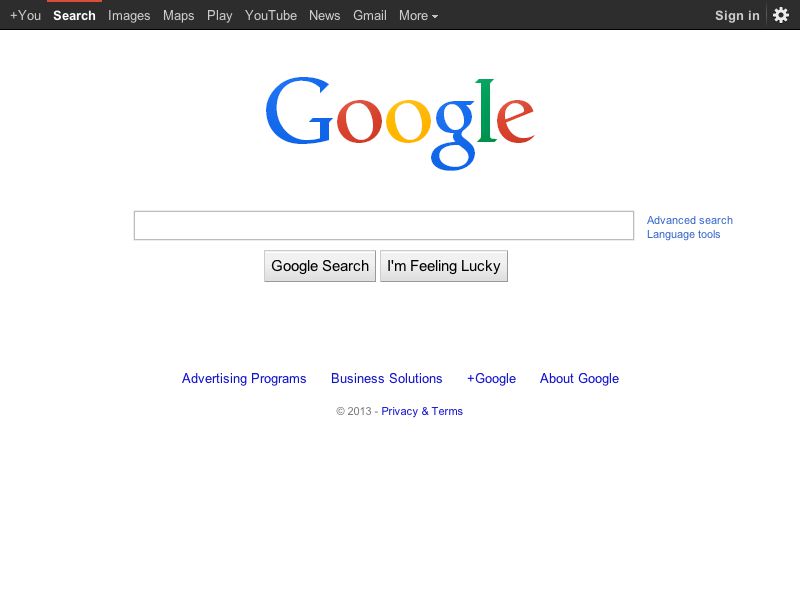 +You Search Images Maps Play YouTube News Gmail More Sign in
Google
Advanced search
Language tools
Google Search I'm Feeling Lucky
Advertising Programs Business Solutions +Google About Google
© 2013 - Privacy & Terms